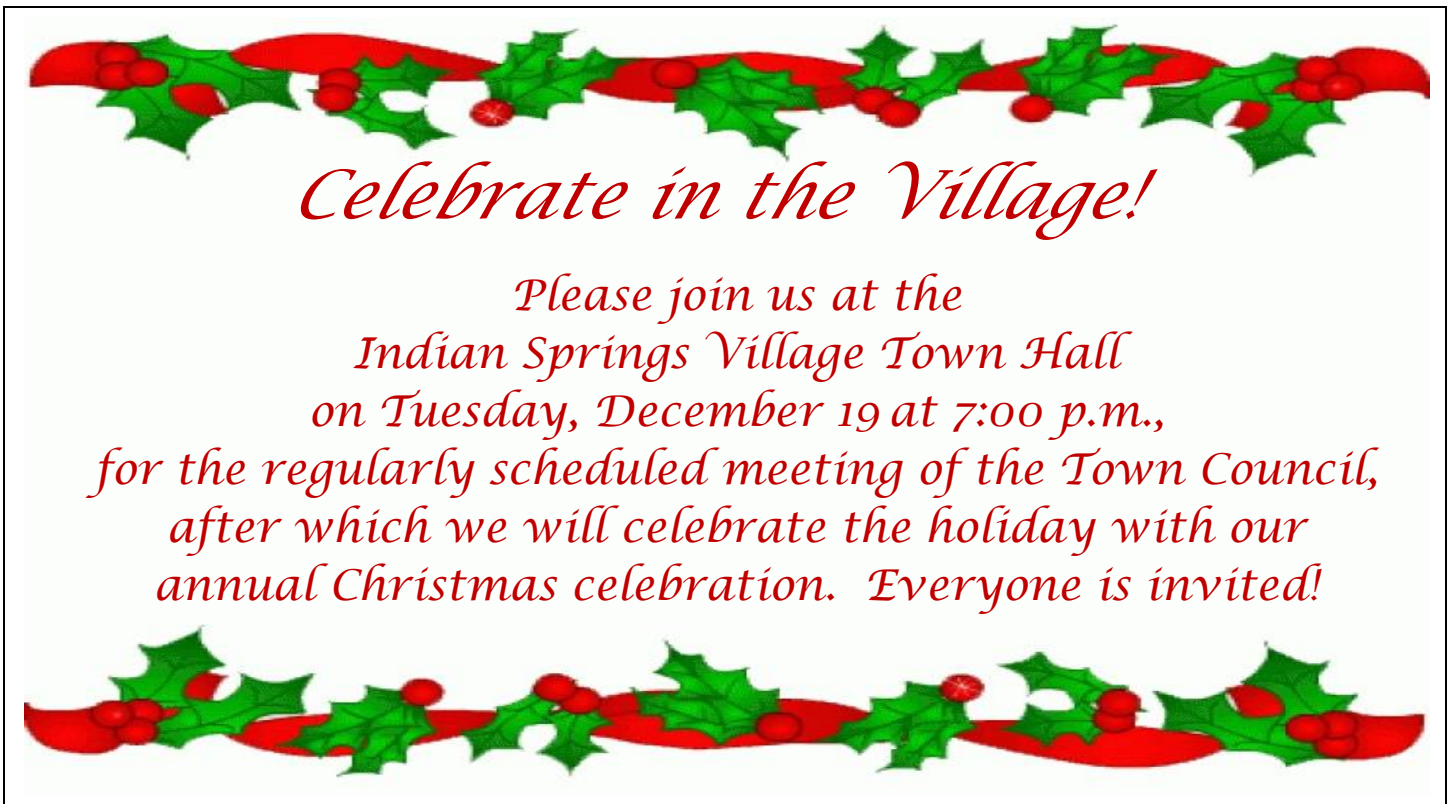 Celebrate in the Village!
Please join us at the
Indian Springs Village Town Hall
on Tuesday, December 19 at 7:00 p.m.,
for the regularly scheduled meeting of the Town Council,
after which we will celebrate the holiday with our
annual Christmas celebration.  Everyone is invited!